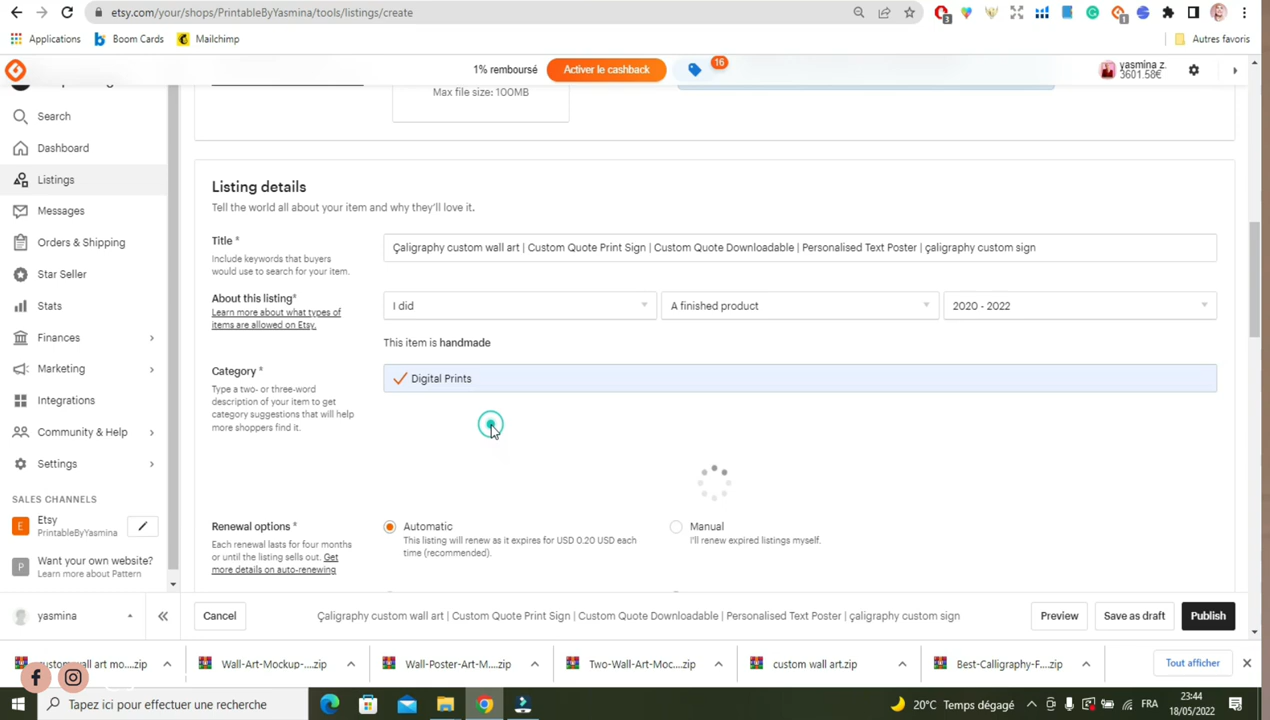 etsy.com/your/shops/PrintableByYasmina/tools/listings/create
3
1
Applications
Boom Cards
Mailchimp
Autres favoris
1% remboursé
Activer le cashback
16
yasmina z.
3601.58€
Max file size: 100MB
Search
Dashboard
Listings
Messages
Orders & Shipping
Star Seller
Stats
Finances
Marketing
Integrations
Community & Help
Settings
SALES CHANNELS
E
Etsy
PrintableByYasmina
P
Want your own website?
Learn more about Pattern
yasmina
Listing details
Tell the world all about your item and why they'll love it.
Title *
Include keywords that buyers
would use to search for your item.
Çaligraphy custom wall art | Custom Quote Print Sign | Custom Quote Downloadable | Personalised Text Poster | çaligraphy custom sign
About this listing*
Learn more about what types of
items are allowed on Etsy.
I did
A finished product
2020 - 2022
This item is handmade
Category *
Type a two- or three-word
description of your item to get
category suggestions that will help
more shoppers find it.
Digital Prints
Renewal options *
Each renewal lasts for four months
or until the listing sells out. Get
more details on auto-renewing
Automatic
This listing will renew as it expires for USD 0.20 USD each
time (recommended).
Manual
I'll renew expired listings myself.
Cancel
Çaligraphy custom wall art | Custom Quote Print Sign | Custom Quote Downloadable | Personalised Text Poster | çaligraphy custom sign
Preview
Save as draft
Publish
custom wall art mo....zip
Wall-Art-Mockup-....zip
Wall-Poster-Art-M....zip
Two-Wall-Art-Moc....zip
custom wall art.zip
Best-Calligraphy-F....zip
Tout afficher
Tapez ici pour effectuer une recherche
20°C Temps dégagé
FRA
23:44
18/05/2022